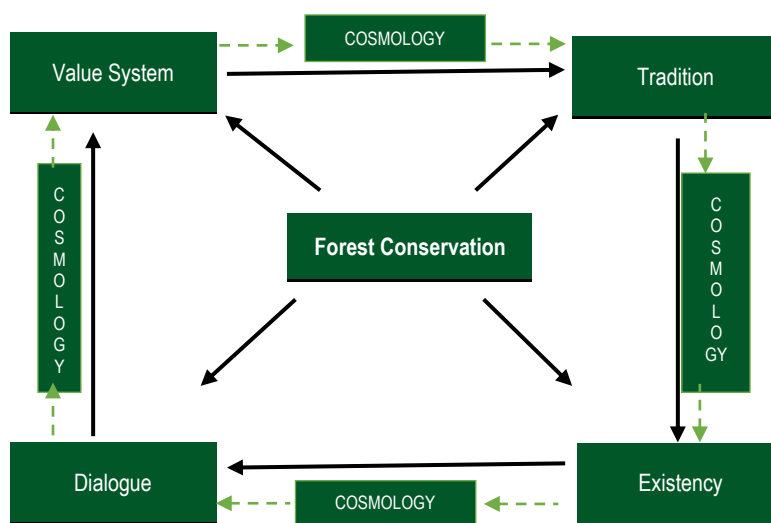 COSMOLOGY
Value System
Tradition
C
O
S
M
O
L
O
G
Y
C
O
S
M
O
L
O
GY
Forest Conservation
Dialogue
COSMOLOGY
Existency